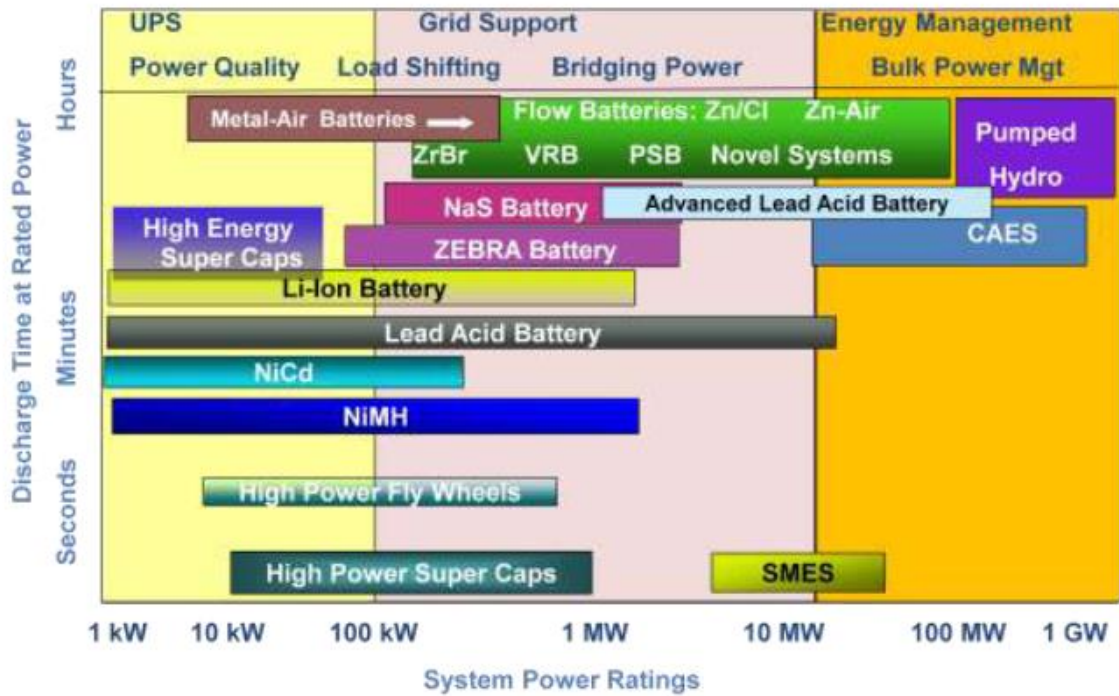 UPS Grid Support Energy Management
Power Quality Load Shifting Bridging Power Bulk Power Mgt
Discharge Time at Rated Power
Hours
Minutes
Seconds
Metal-Air Batteries
Flow Batteries: Zn/Cl Zn-Air
ZrBr VRB PSB Novel Systems
Pumped
Hydro
NaS Battery
Advanced Lead Acid Battery
High Energy
Super Caps
ZEBRA Battery
CAES
Li-Ion Battery
Lead Acid Battery
NiCd
NiMH
High Power Fly Wheels
High Power Super Caps
SMES
1 kW 10 kW 100 kW 1 MW 10 MW 100 MW 1 GW
System Power Ratings